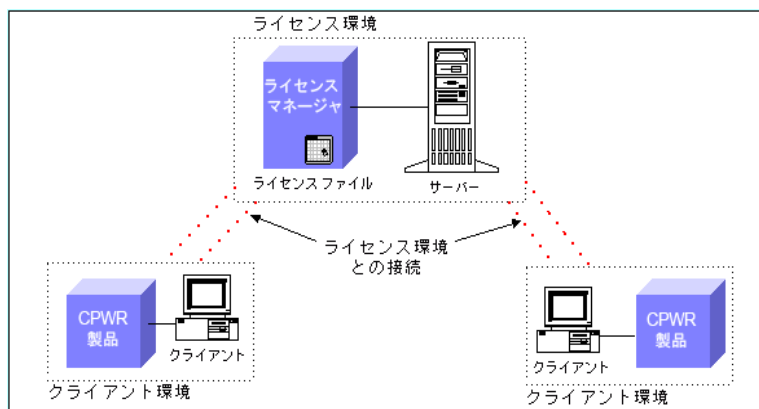 ライセンス環境
ライセンス
マネージャ
ライセンスファイル
サーバー
ライセンス環境
との接続
CPWR
製品
クライアント
クライアント環境
CPWR
製品
クライアント
クライアント環境